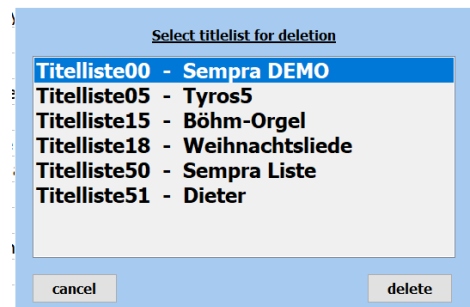 Select titlelist for deletion
Titelliste00 - Sempra DEMO
Titelliste05 - Tyros5
Titelliste15 - Böhm-Orgel
Titelliste18 - Weihnachtsliede
Titelliste50 - Sempra Liste
Titelliste51 - Dieter
cancel delete